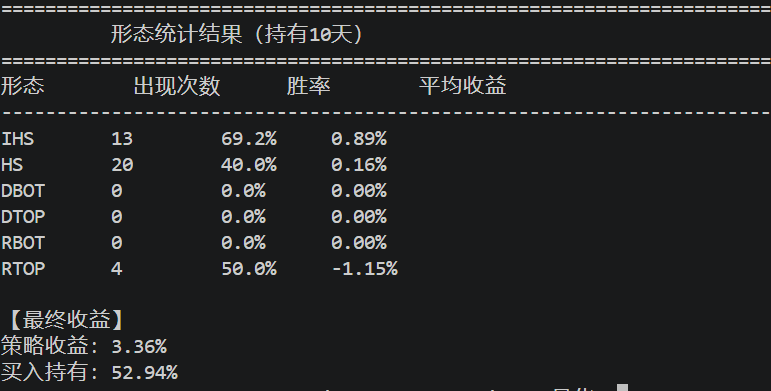 ======================================================================
形态统计结果（持有10天）
======================================================================
形态 出现次数 胜率 平均收益
----------------------------------------------------------------------
IHS 13 69.2% 0.89%
HS 20 40.0% 0.16%
DBOT 0 0.0% 0.00%
DTOP 0 0.0% 0.00%
RBOT 0 0.0% 0.00%
RTOP 4 50.0% -1.15%
【最终收益】
策略收益: 3.36%
买入持有: 52.94%